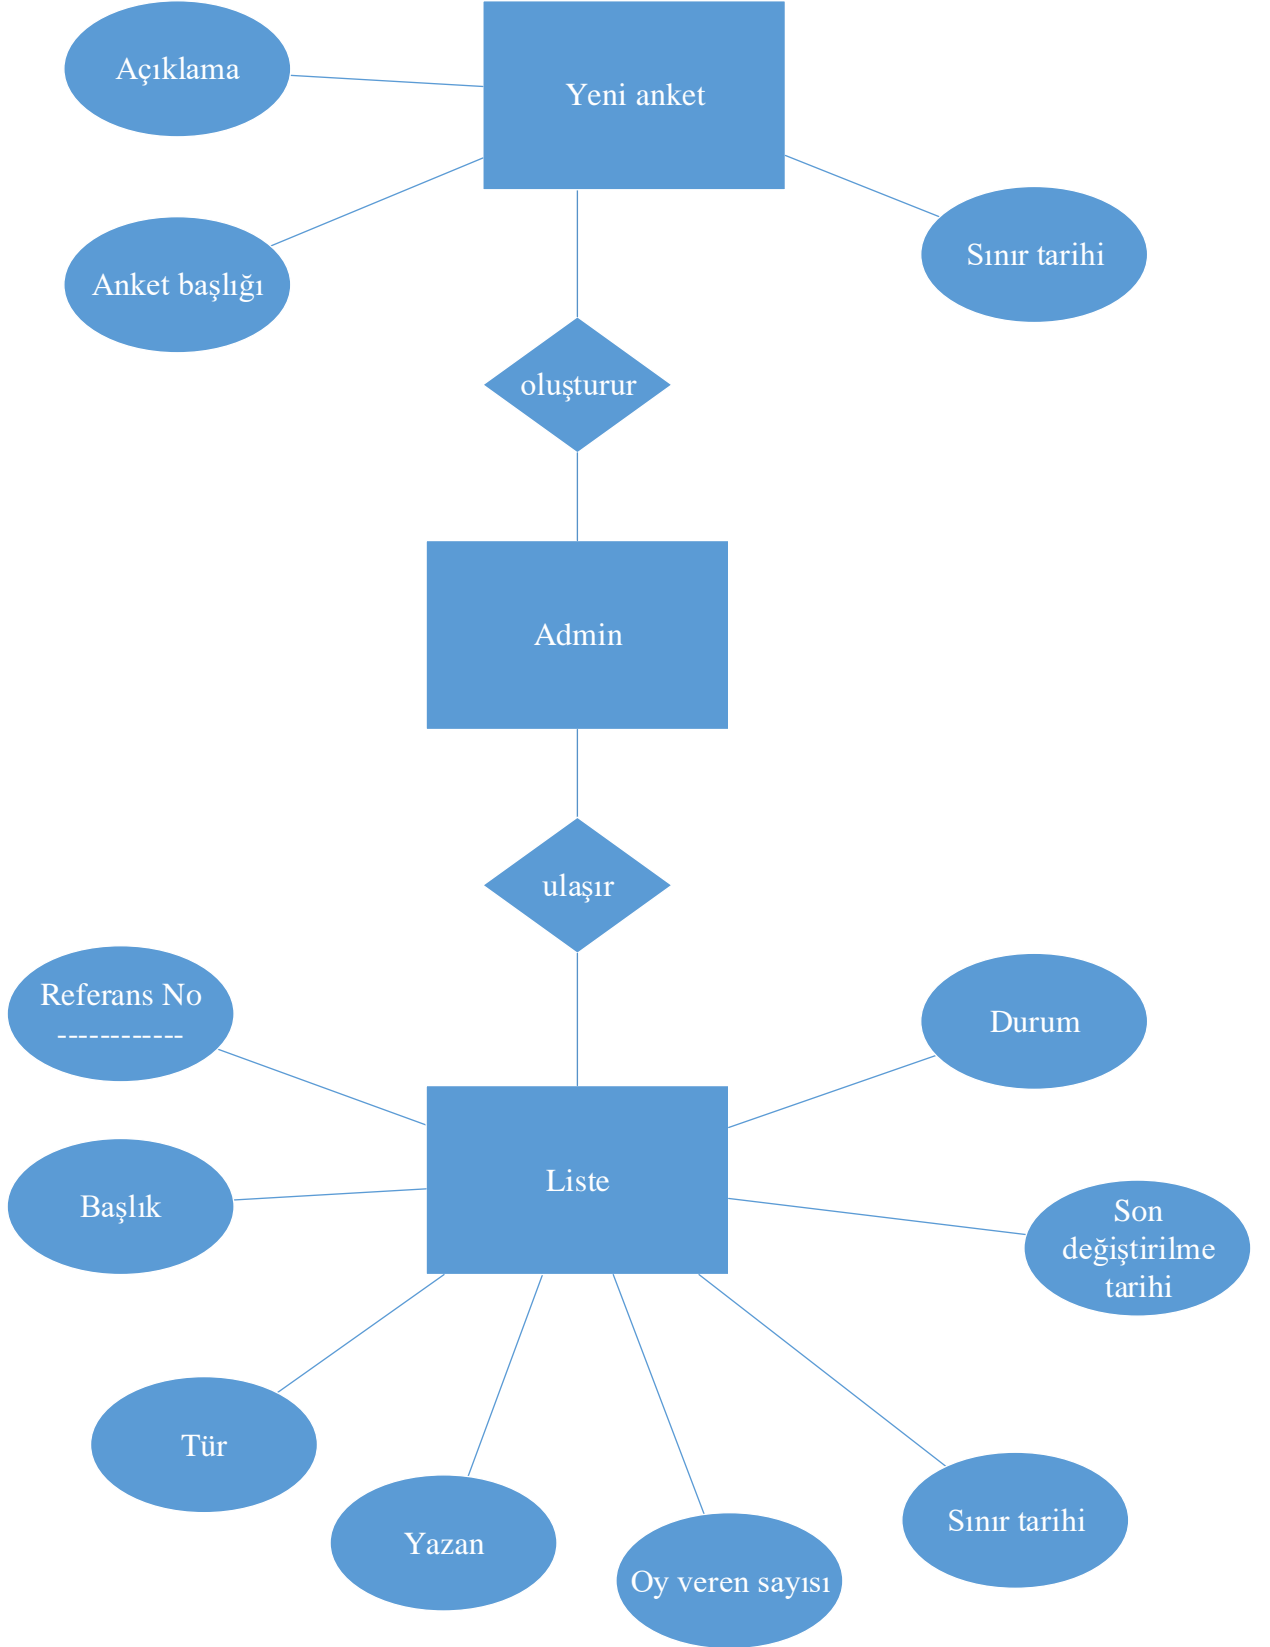 Açıklama
Yeni anket
Anket başlığı
Sınır tarihi
oluşturur
Admin
ulaşır
Referans No
------------
Durum
Başlık
Liste
Son
değiştirilme
tarihi
Tür
Yazan
Oy veren sayısı
Sınır tarihi